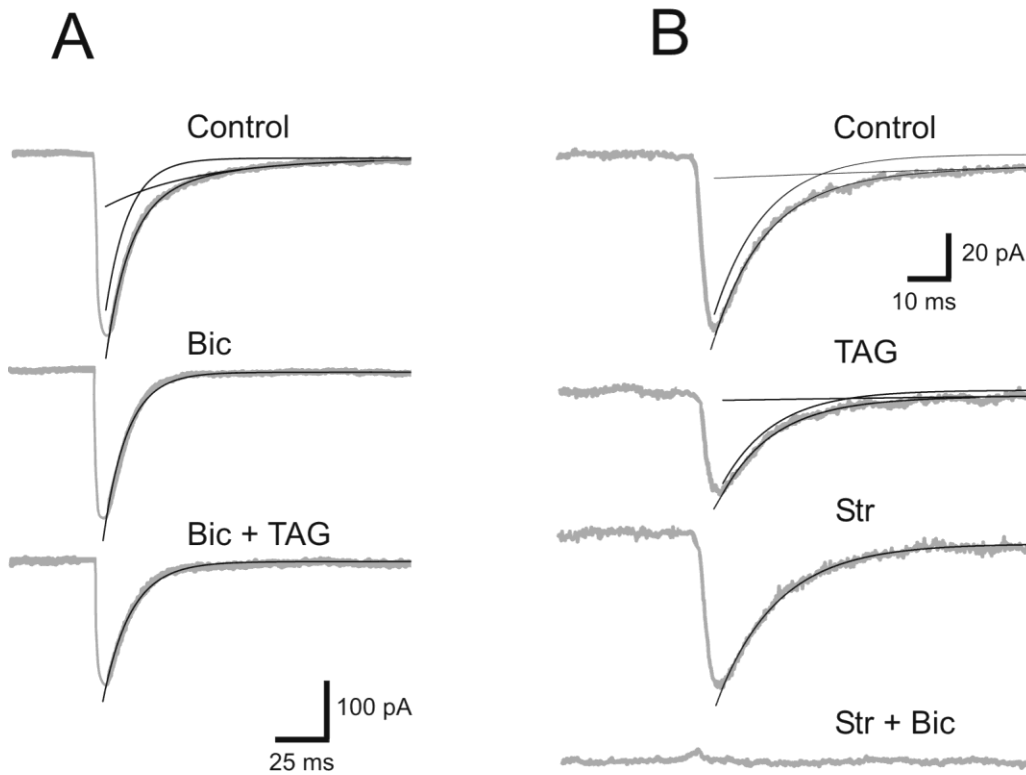 A
Control
Bic
Bic + TAG
100 pA
25 ms
B
Control
20 pA
10 ms
TAG
Str
Str + Bic